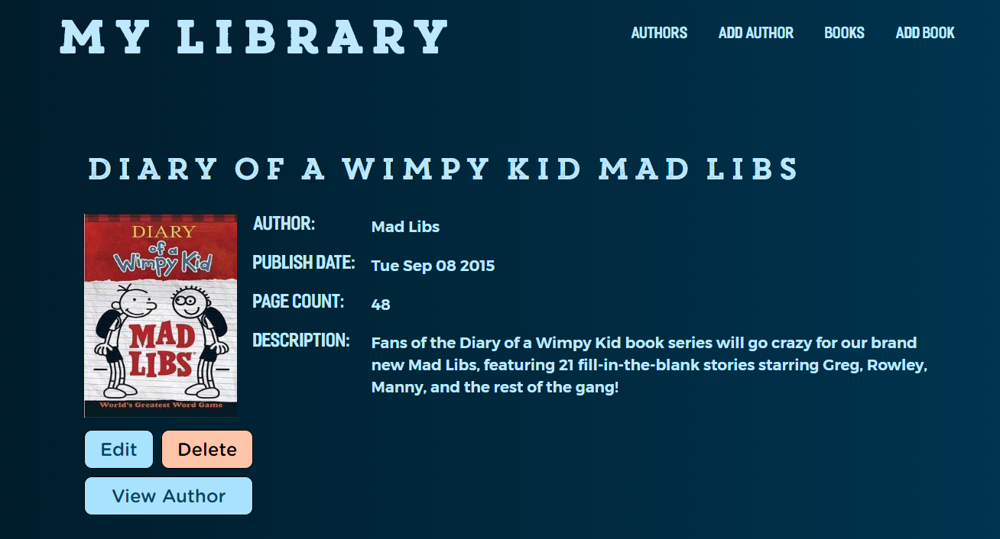 MY LIBRARY
AUTHORS ADD AUTHOR BOOKS ADD BOOK
DIARY OF A WIMPY KID MAD LIBS
DIARY
of a
Wimpy Kid
MAD
LIBS®
World's Greatest Word Game
AUTHOR: Mad Libs
PUBLISH DATE: Tue Sep 08 2015
PAGE COUNT: 48
DESCRIPTION: Fans of the Diary of a Wimpy Kid book series will go crazy for our brand
new Mad Libs, featuring 21 fill-in-the-blank stories starring Greg, Rowley,
Manny, and the rest of the gang!
Edit Delete
View Author